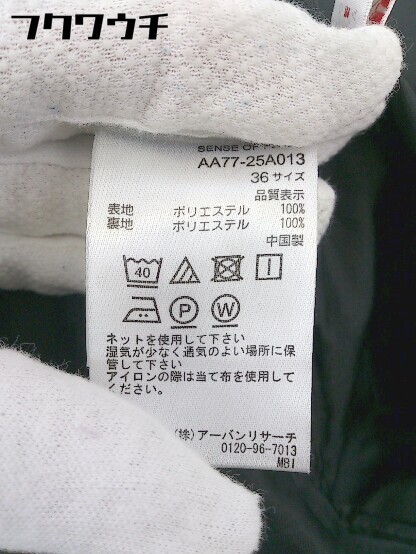 フクワウチ
SENSE OF
AA77-25A013
36 サイズ
品質表示
表地 ポリエステル 100%
裏地 ポリエステル 100%
中国製
40
P W
ネットを使用して下さい
湿気が少なく通気のよい場所に保
管して下さい
アイロンの際は当て布を使用して
ください。
(株)アーバンリサーチ
0120-96-7013
MBI